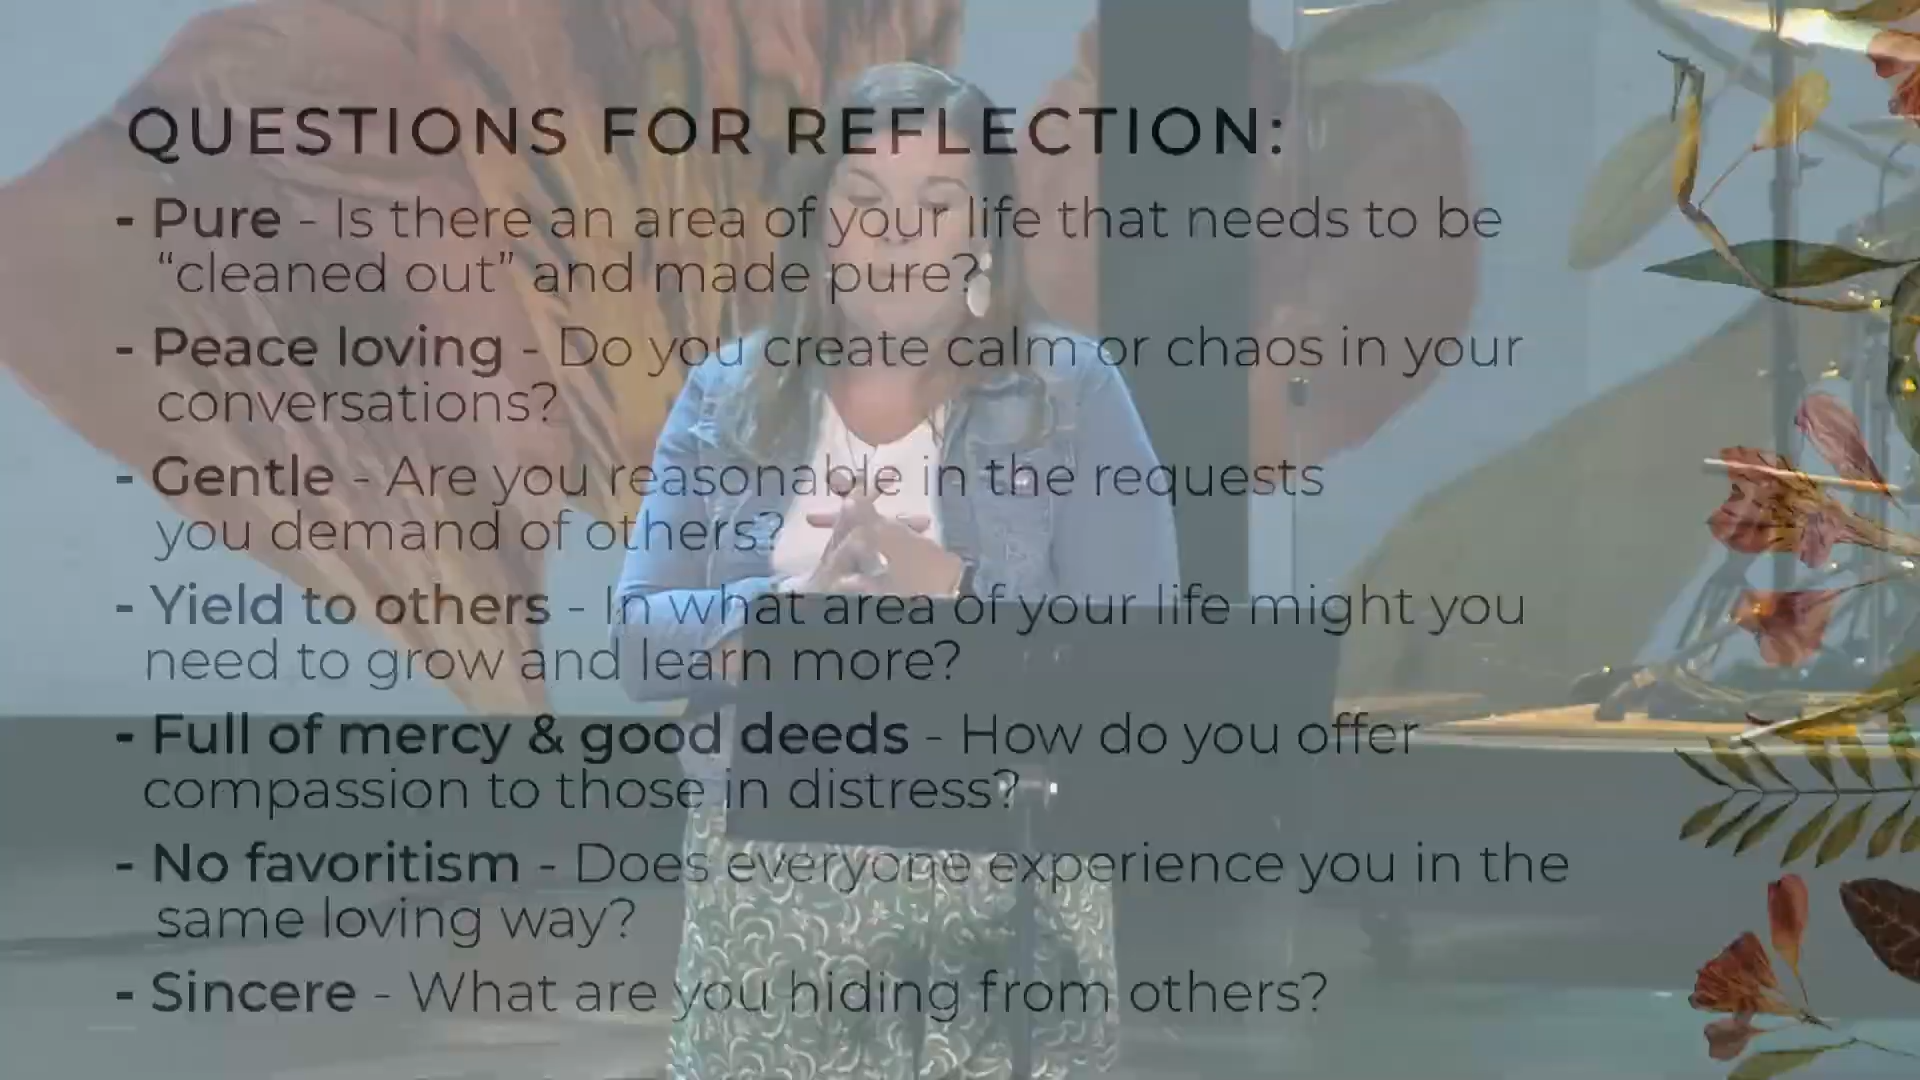 QUESTIONS FOR REFLECTION:
- Pure - Is there an area of your life that needs to be
“cleaned out” and made pure?
- Peace loving - Do you create calm or chaos in your
conversations?
- Gentle - Are you reasonable in the requests
you demand of others?
- Yield to others - In what area of your life might you
need to grow and learn more?
- Full of mercy & good deeds - How do you offer
compassion to those in distress?
- No favoritism - Does everyone experience you in the
same loving way?
- Sincere - What are you hiding from others?